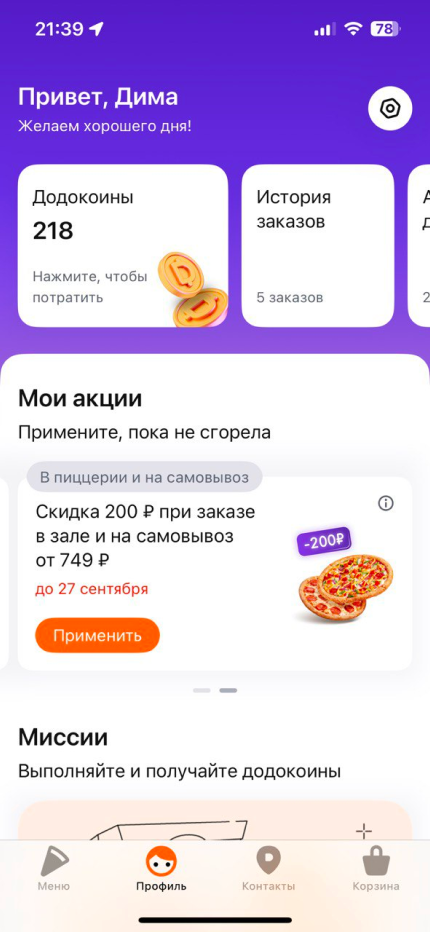 21:39
78
Привет, Дима
Желаем хорошего дня!
Додокоины
218
Нажмите, чтобы
потратить
История
заказов
5 заказов
Мои акции
Примените, пока не сгорела
В пиццерии и на самовывоз
Скидка 200 ₽ при заказе
в зале и на самовывоз
от 749 ₽
до 27 сентября
-200₽
Применить
Миссии
Выполняйте и получайте додокоины
Меню
Профиль
Контакты
Корзина